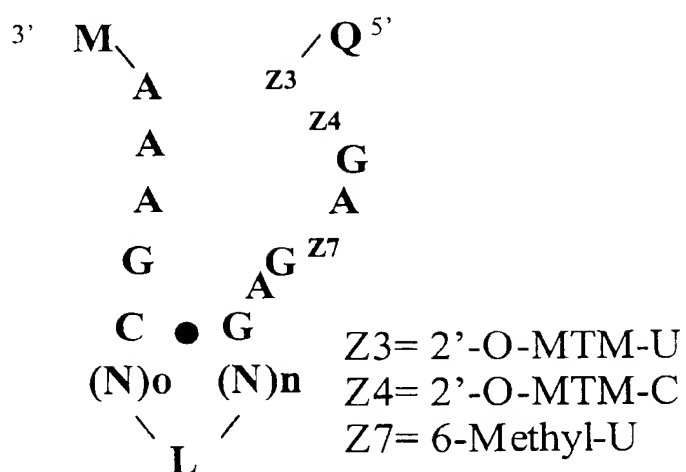 3’ M Q 5’
A Z3
A Z4
G
A A
G G Z7
A
C ● G
(N)o (N)n
L
Z3= 2’-O-MTM-U
Z4= 2’-O-MTM-C
Z7= 6-Methyl-U